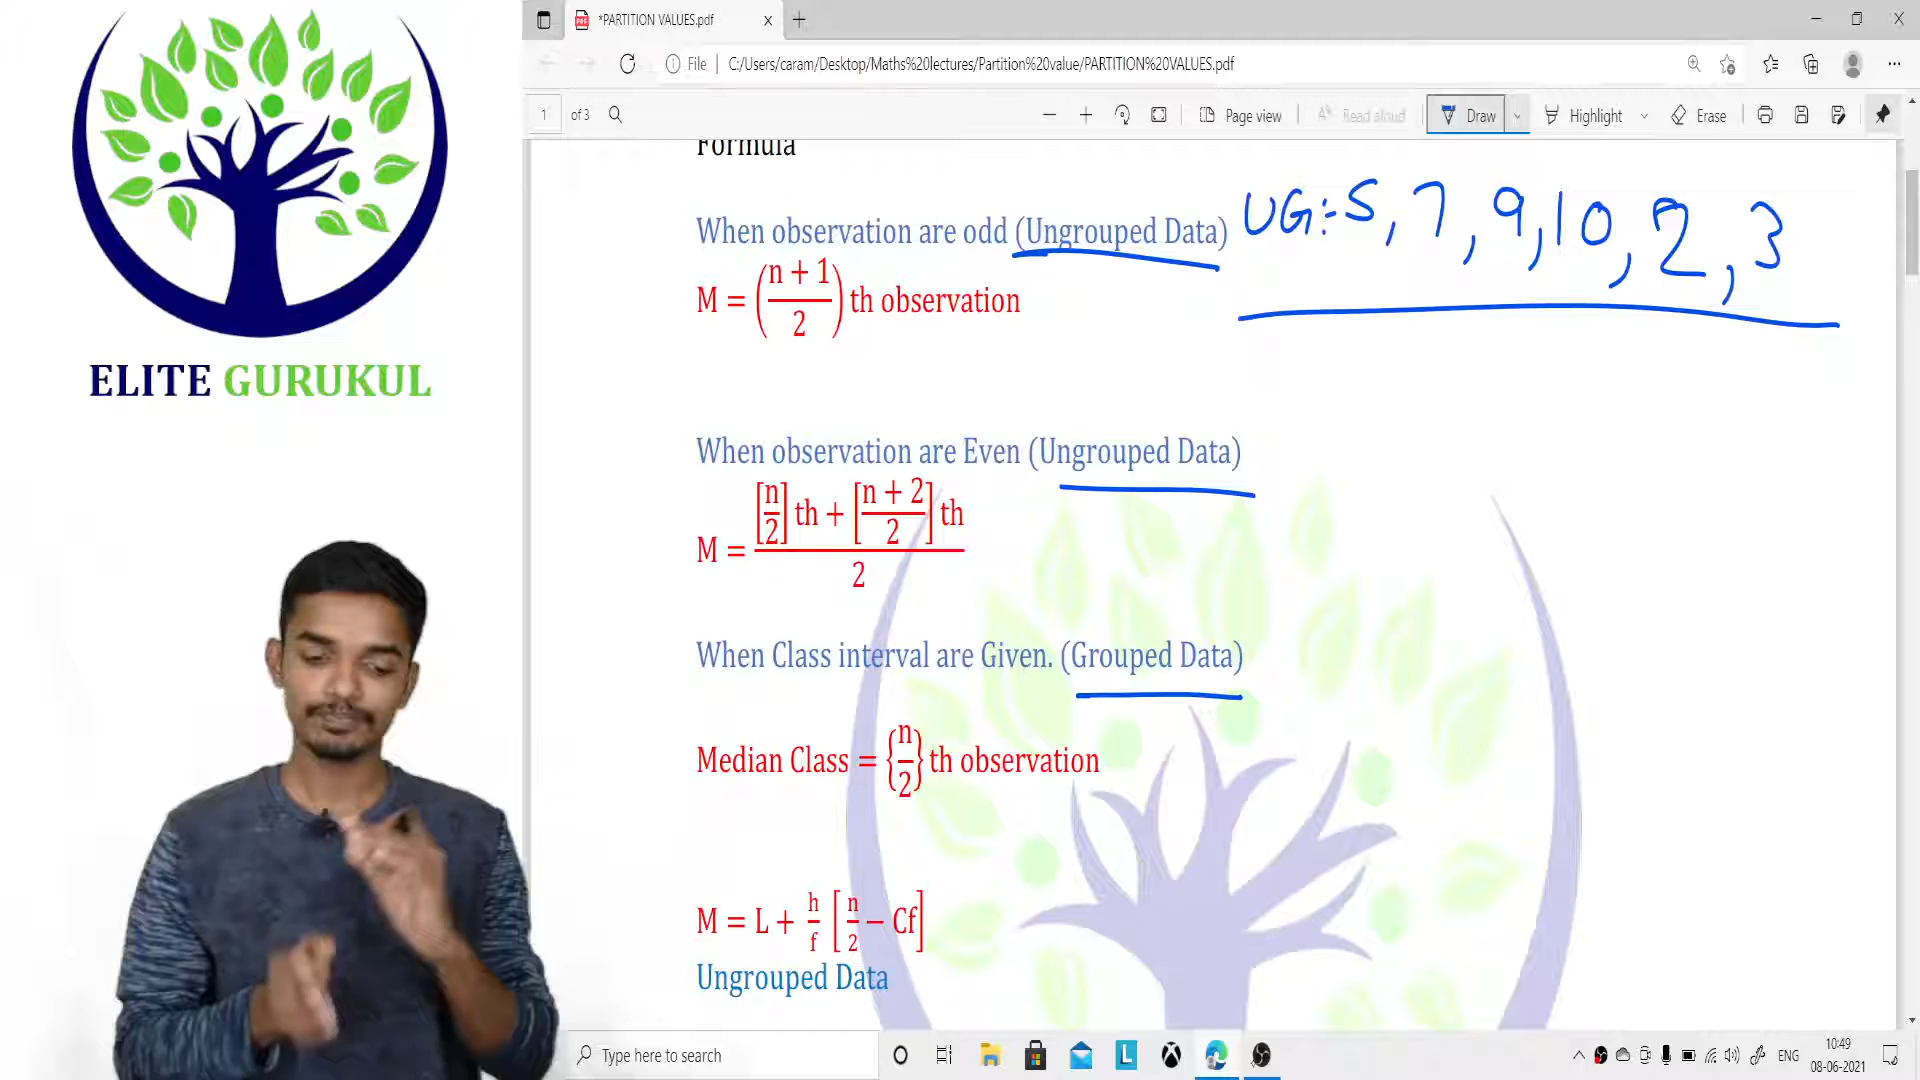 *PARTITION VALUES.pdf
File C:/Users/caram/Desktop/Maths%20lectures/Partition%20value/PARTITION%20VALUES.pdf
1 of 3 Page view Read aloud Draw Highlight Erase
Formula
When observation are odd (Ungrouped Data)
UG:- 5, 7, 9, 10, 2, 3
M = ((n + 1)/2) th observation
When observation are Even (Ungrouped Data)
M = ([n/2] th + [(n + 2)/2] th)/2
When Class interval are Given. (Grouped Data)
Median Class = {n/2} th observation
M = L + h/f [n/2 − Cf]
Ungrouped Data
ELITE GURUKUL
Type here to search
L
ENG
10:49
08-06-2021